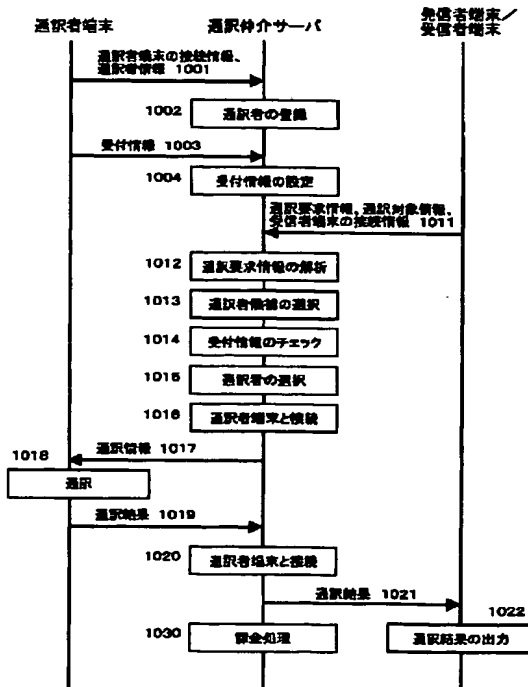 通訳者端末
通訳仲介サーバ
発信者端末／
受信者端末
通訳者端末の接続情報、
通訳者情報 1001
1002
通訳者の登録
受付情報 1003
1004
受付情報の設定
通訳要求情報、通訳対象情報、
受信者端末の接続情報 1011
1012
通訳要求情報の解析
1013
通訳者候補の選択
1014
受付情報のチェック
1015
通訳者の選択
1016
通訳者端末と接続
通訳情報 1017
1018
通訳
通訳結果 1019
1020
通訳者端末と接続
通訳結果 1021
1022
1030
課金処理
通訳結果の出力